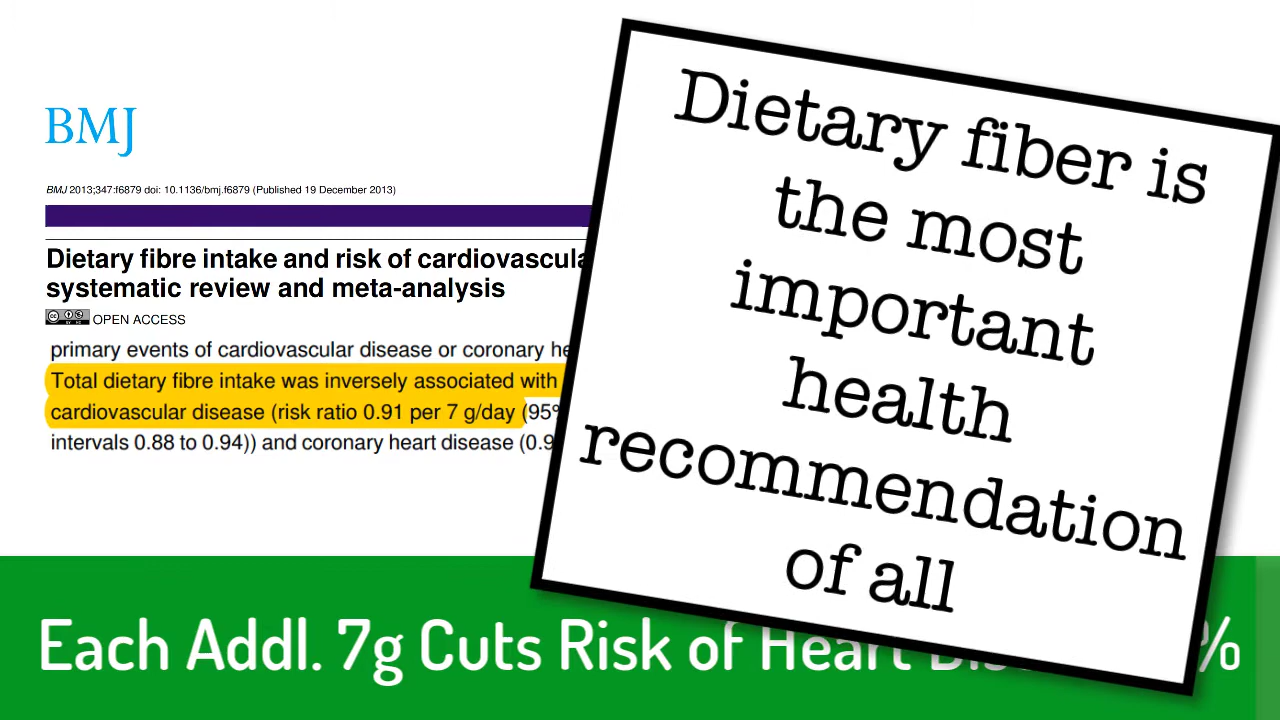 BMJ
BMJ 2013;347:f6879 doi: 10.1136/bmj.f6879 (Published 19 December 2013)
Dietary fibre intake and risk of
systematic review and meta-analysis
OPEN ACCESS
primary events of cardiovascular disease or coronary
Total dietary fibre intake was inversely associated with
cardiovascular disease (risk ratio 0.91 per 7 g/day (95%
intervals 0.88 to 0.94)) and coronary heart disease (0.9
Dietary fiber is
the most
important
health
recommendation
of all
Each Addl. 7g Cuts Risk of Heart %